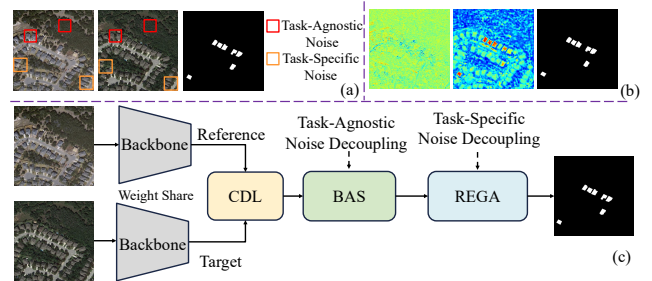 Task-Agnostic
Noise
Task-Specific
Noise
(a)
(b)
Backbone
Reference
Weight Share
Backbone
Target
CDL
Task-Agnostic
Noise Decoupling
BAS
Task-Specific
Noise Decoupling
REGA
(c)